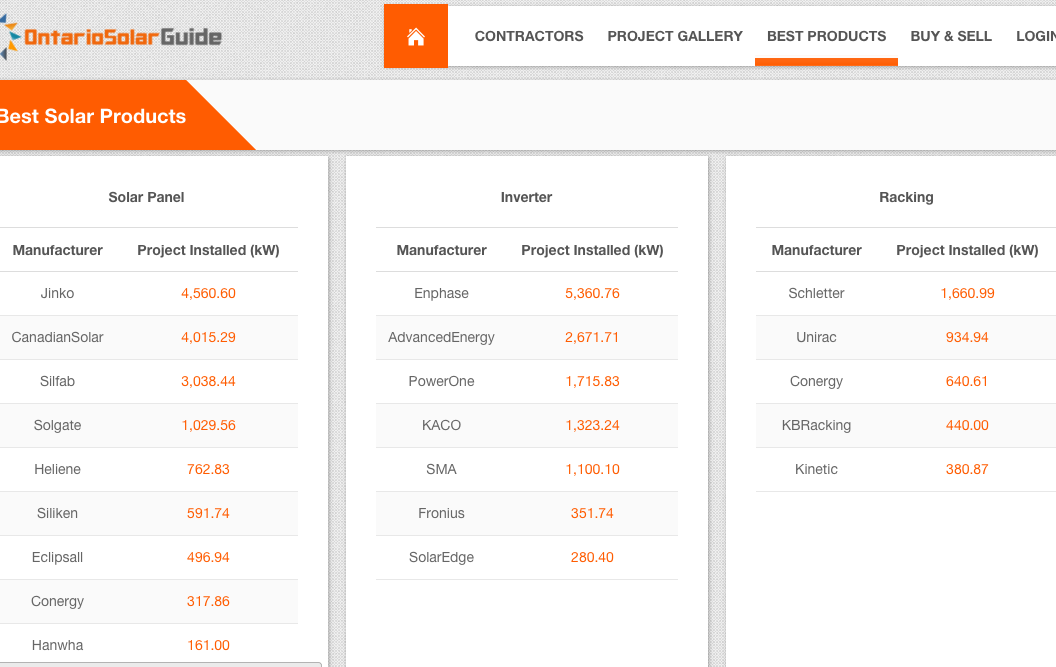 OntarioSolarGuide
CONTRACTORS PROJECT GALLERY BEST PRODUCTS BUY & SELL LOGIN
Best Solar Products
Solar Panel
Manufacturer Project Installed (kW)
Jinko 4,560.60
CanadianSolar 4,015.29
Silfab 3,038.44
Solgate 1,029.56
Heliene 762.83
Siliken 591.74
Eclipsall 496.94
Conergy 317.86
Hanwha 161.00
Inverter
Manufacturer Project Installed (kW)
Enphase 5,360.76
AdvancedEnergy 2,671.71
PowerOne 1,715.83
KACO 1,323.24
SMA 1,100.10
Fronius 351.74
SolarEdge 280.40
Racking
Manufacturer Project Installed (kW)
Schletter 1,660.99
Unirac 934.94
Conergy 640.61
KBRacking 440.00
Kinetic 380.87